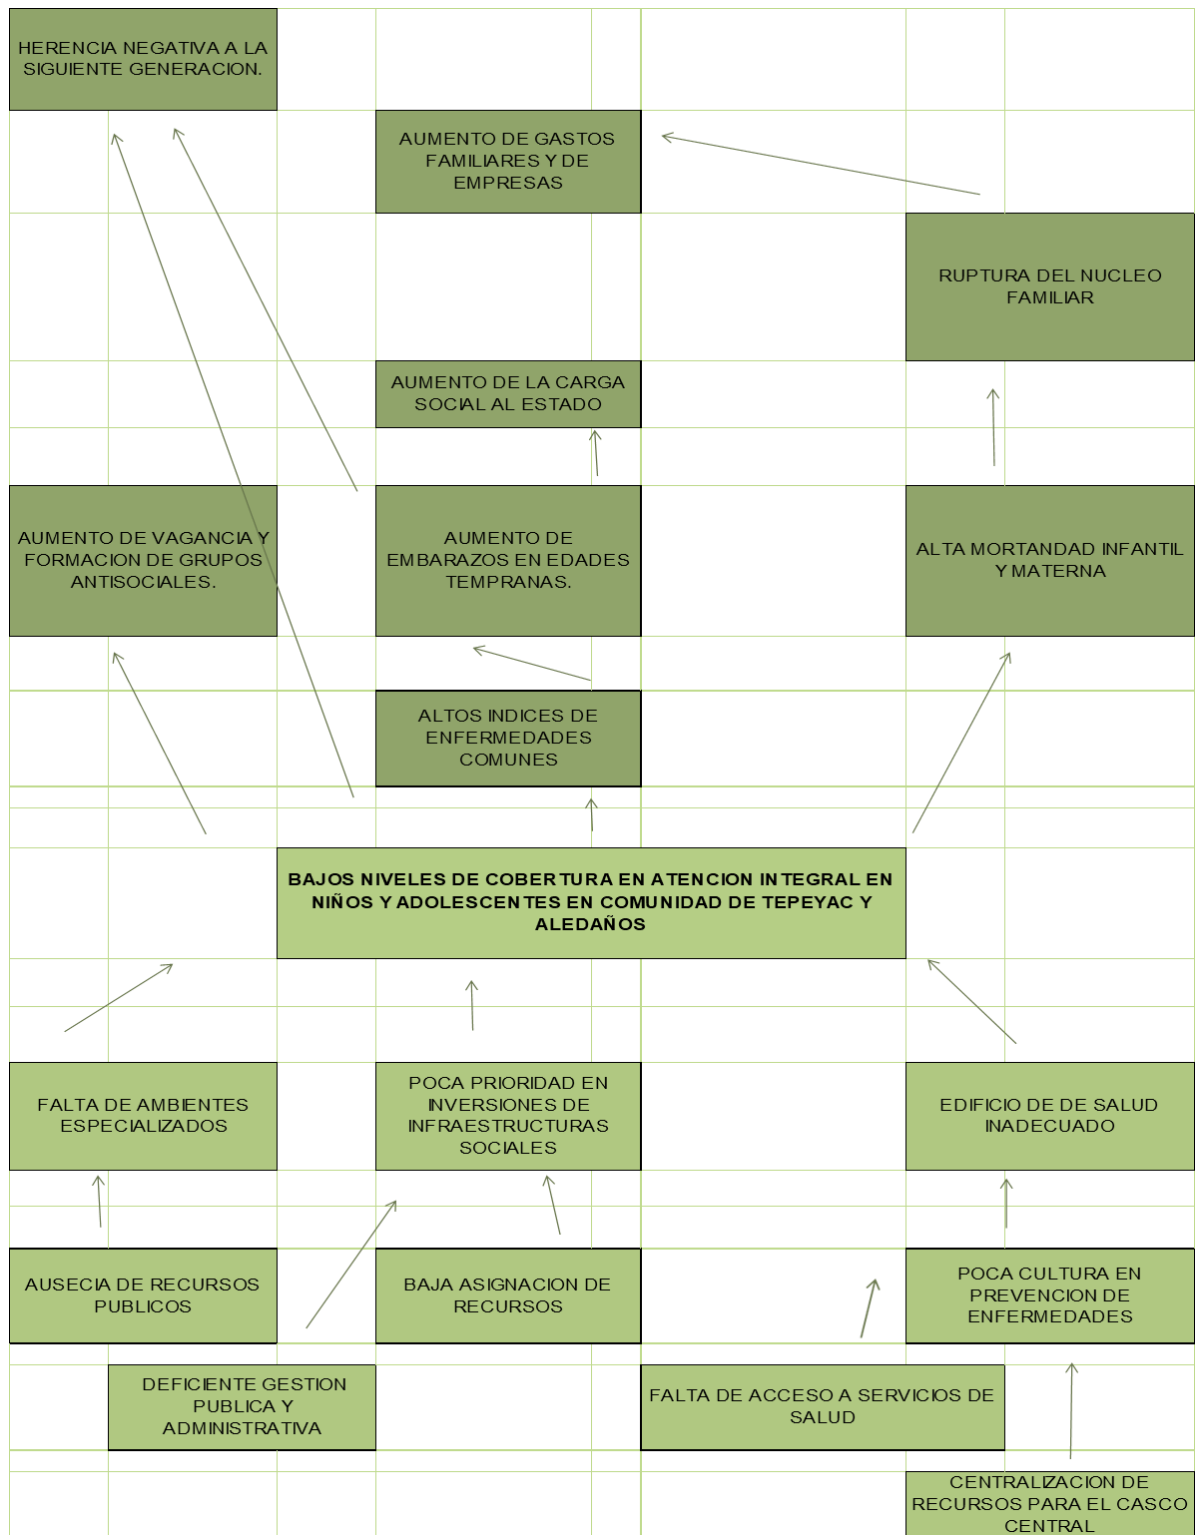 HERENCIA NEGATIVA A LA
SIGUIENTE GENERACION.
AUMENTO DE GASTOS
FAMILIARES Y DE
EMPRESAS
RUPTURA DEL NUCLEO
FAMILIAR
AUMENTO DE LA CARGA
SOCIAL AL ESTADO
AUMENTO DE VAGANCIA Y
FORMACION DE GRUPOS
ANTISOCIALES.
AUMENTO DE
EMBARAZOS EN EDADES
TEMPRANAS.
ALTA MORTANDAD INFANTIL
Y MATERNA
ALTOS INDICES DE
ENFERMEDADES
COMUNES
BAJOS NIVELES DE COBERTURA EN ATENCION INTEGRAL EN
NIÑOS Y ADOLESCENTES EN COMUNIDAD DE TEPEYAC Y
ALEDAÑOS
FALTA DE AMBIENTES
ESPECIALIZADOS
POCA PRIORIDAD EN
INVERSIONES DE
INFRAESTRUCTURAS
SOCIALES
EDIFICIO DE DE SALUD
INADECUADO
AUSECIA DE RECURSOS
PUBLICOS
BAJA ASIGNACION DE
RECURSOS
POCA CULTURA EN
PREVENCION DE
ENFERMEDADES
DEFICIENTE GESTION
PUBLICA Y
ADMINISTRATIVA
FALTA DE ACCESO A SERVICIOS DE
SALUD
CENTRALIZACION DE
RECURSOS PARA EL CASCO
CENTRAL